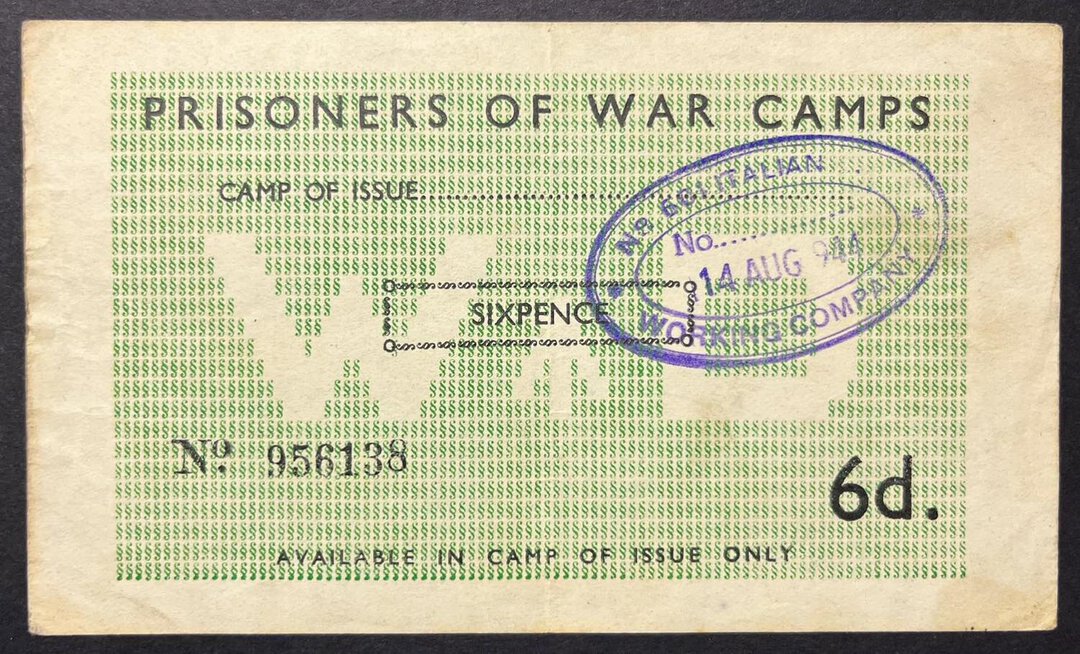 PRISONERS OF WAR CAMPS
CAMP OF ISSUE........................................
No ITALIAN
No..............
14 AUG 944
WORKING COMPANY
SIXPENCE
W D
No. 956138
6d.
AVAILABLE IN CAMP OF ISSUE ONLY